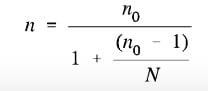 n = n₀ / (1 + (n₀ − 1) / N)